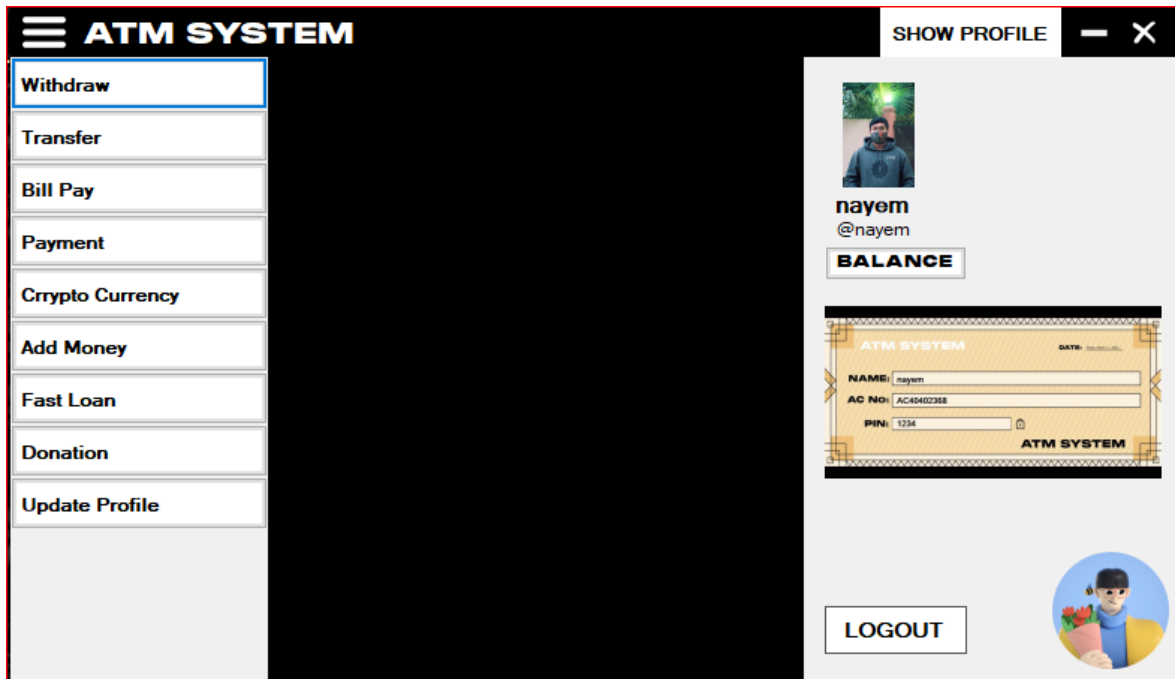 ATM SYSTEM
SHOW PROFILE
Withdraw
Transfer
Bill Pay
Payment
Crrypto Currency
Add Money
Fast Loan
Donation
Update Profile
nayem
@nayem
BALANCE
ATM SYSTEM
DATE:
NAME: nayem
AC No: AC40402368
PIN: 1234
ATM SYSTEM
LOGOUT